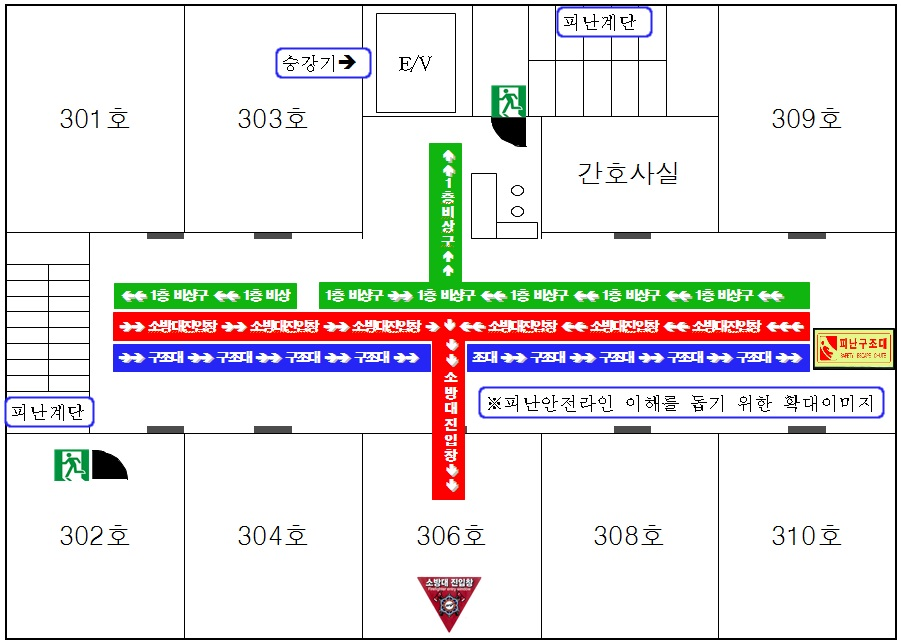 피난계단
승강기➔
E/V
301호
303호
309호
간호사실
1층비상구
1층 비상구 1층 비상
1층 비상구 1층 비상구 1층 비상구 1층 비상구 1층 비상구
소방대진입창 소방대진입창 소방대진입창 소방대진입창 소방대진입창 소방대진입창
구조대 구조대 구조대 구조대
조대 구조대 구조대 구조대 구조대
피난구조대
SAFETY ESCAPE CHUTE
소방대진입창
피난계단
※피난안전라인 이해를 돕기 위한 확대이미지
302호
304호
306호
308호
310호
소방대 진입창